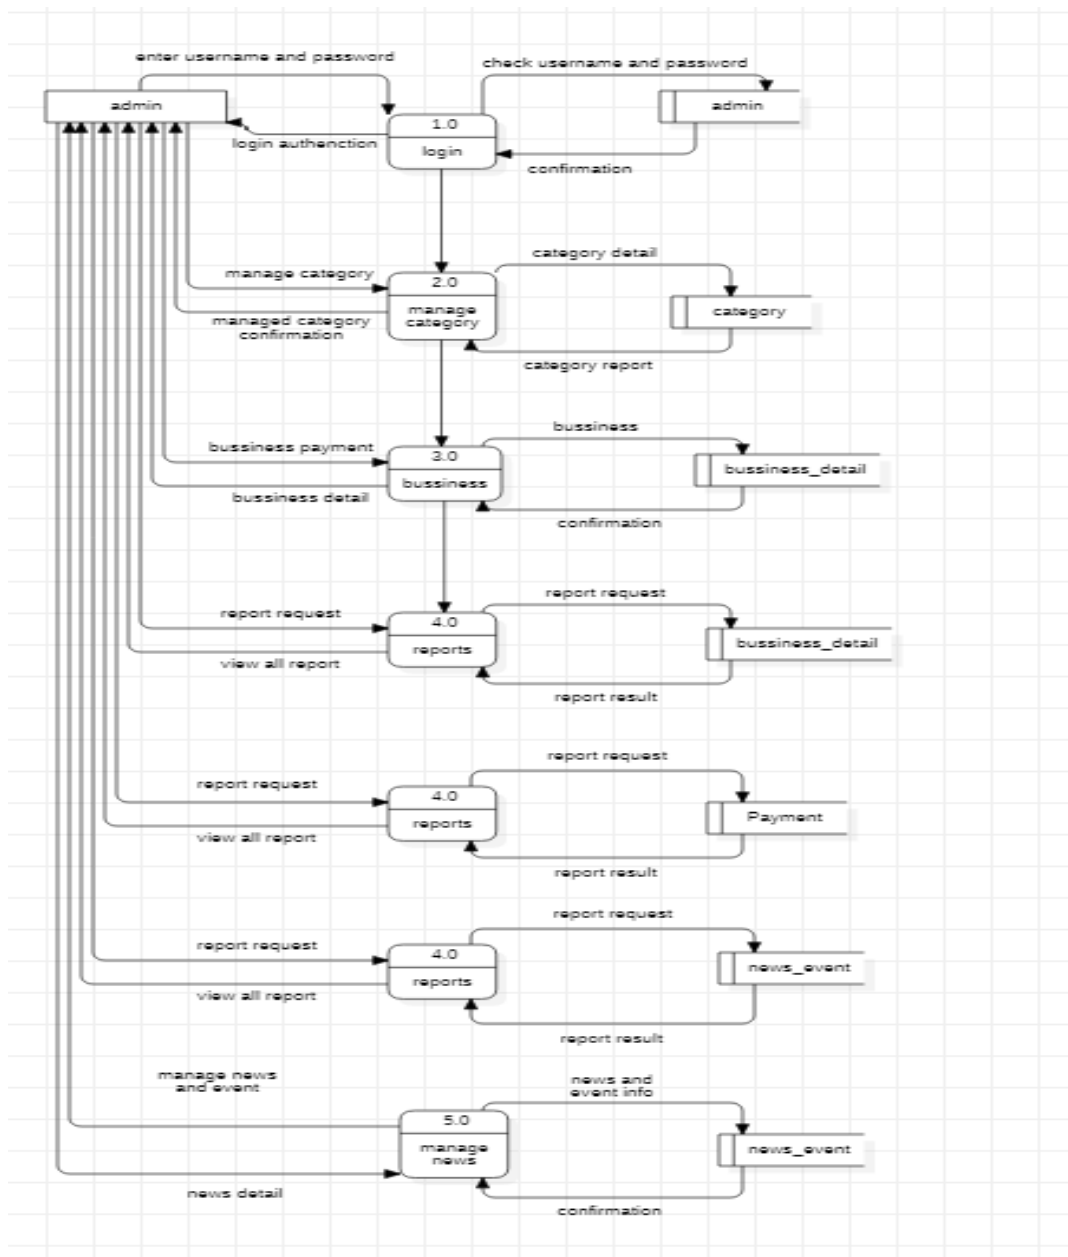 enter username and password
check username and password
admin
admin
1.0
login
login authenction
confirmation
category detail
manage category
2.0
manage
category
category
managed category
confirmation
category report
bussiness
bussiness payment
3.0
bussiness
bussiness_detail
bussiness detail
confirmation
report request
report request
4.0
reports
bussiness_detail
view all report
report result
report request
report request
4.0
reports
Payment
view all report
report result
report request
report request
4.0
reports
news_event
view all report
report result
manage news
and event
news and
event info
5.0
manage
news
news_event
news detail
confirmation